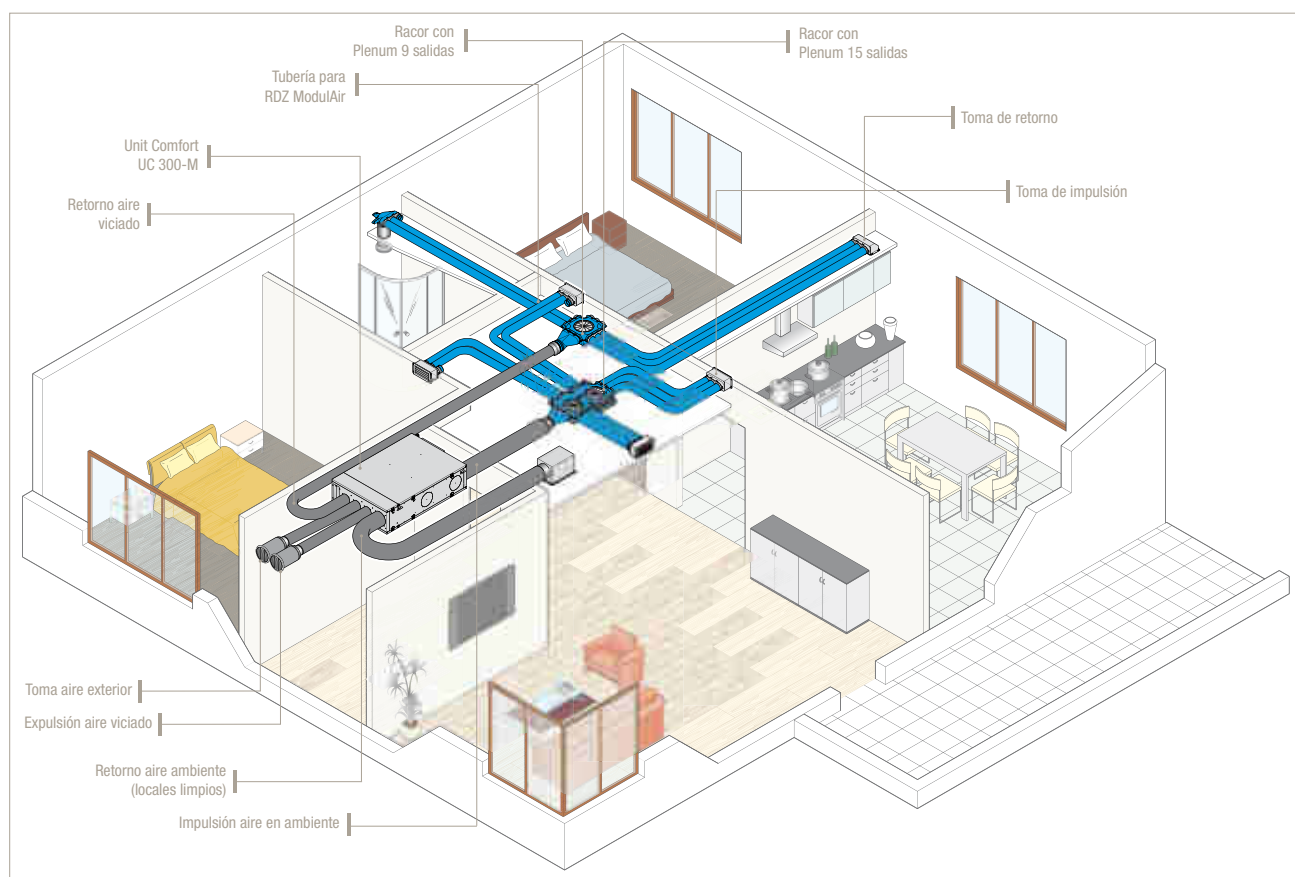 Racor con
Plenum 9 salidas
Racor con
Plenum 15 salidas
Tubería para
RDZ ModulAir
Toma de retorno
Unit Comfort
UC 300-M
Toma de impulsión
Retorno aire
viciado
Toma aire exterior
Expulsión aire viciado
Retorno aire ambiente
(locales limpios)
Impulsión aire en ambiente